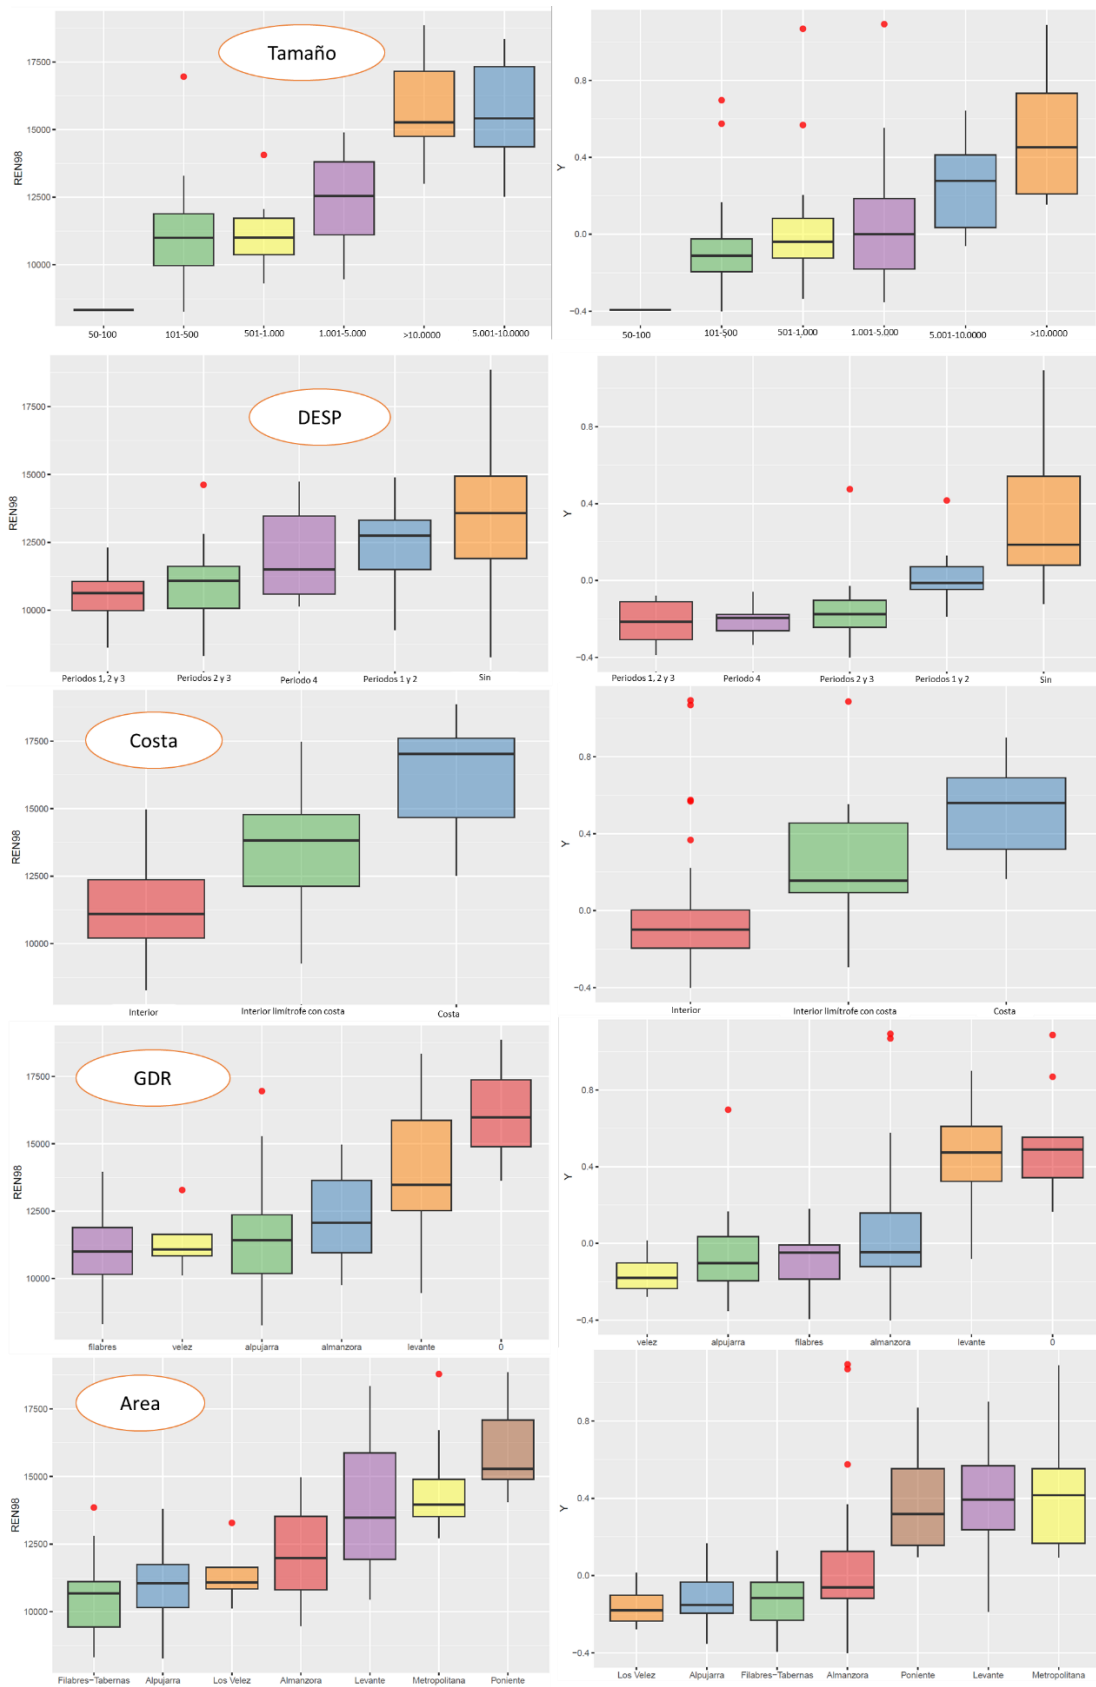 Tamaño
REN98
17500
15000
12500
10000
50-100
101-500
501-1.000
1.001-5.000
>10.0000
5.001-10.0000
Y
0.8
0.4
0.0
−0.4
50-100
101-500
501-1,000
1.001-5,000
5.001-10.0000
>10.0000
DESP
REN98
17500
15000
12500
10000
Periodos 1, 2 y 3
Periodos 2 y 3
Periodo 4
Periodos 1 y 2
Sin
Y
0.8
0.4
0.0
−0.4
Periodos 1, 2 y 3
Periodo 4
Periodos 2 y 3
Periodos 1 y 2
Sin
Costa
REN98
17500
15000
12500
10000
Interior
Interior limítrofe con costa
Costa
Y
0.8
0.4
0.0
−0.4
Interior
Interior limítrofe con costa
Costa
GDR
REN98
17500
15000
12500
10000
filabres
velez
alpujarra
almanzora
levante
0
Y
0.8
0.4
0.0
−0.4
velez
alpujarra
filabres
almanzora
levante
0
Area
REN98
17500
15000
12500
10000
Filabres−Tabernas
Alpujarra
Los Velez
Almanzora
Levante
Metropolitana
Poniente
Y
0.8
0.4
0.0
−0.4
Los Velez
Alpujarra
Filabres−Tabernas
Almanzora
Poniente
Levante
Metropolitana